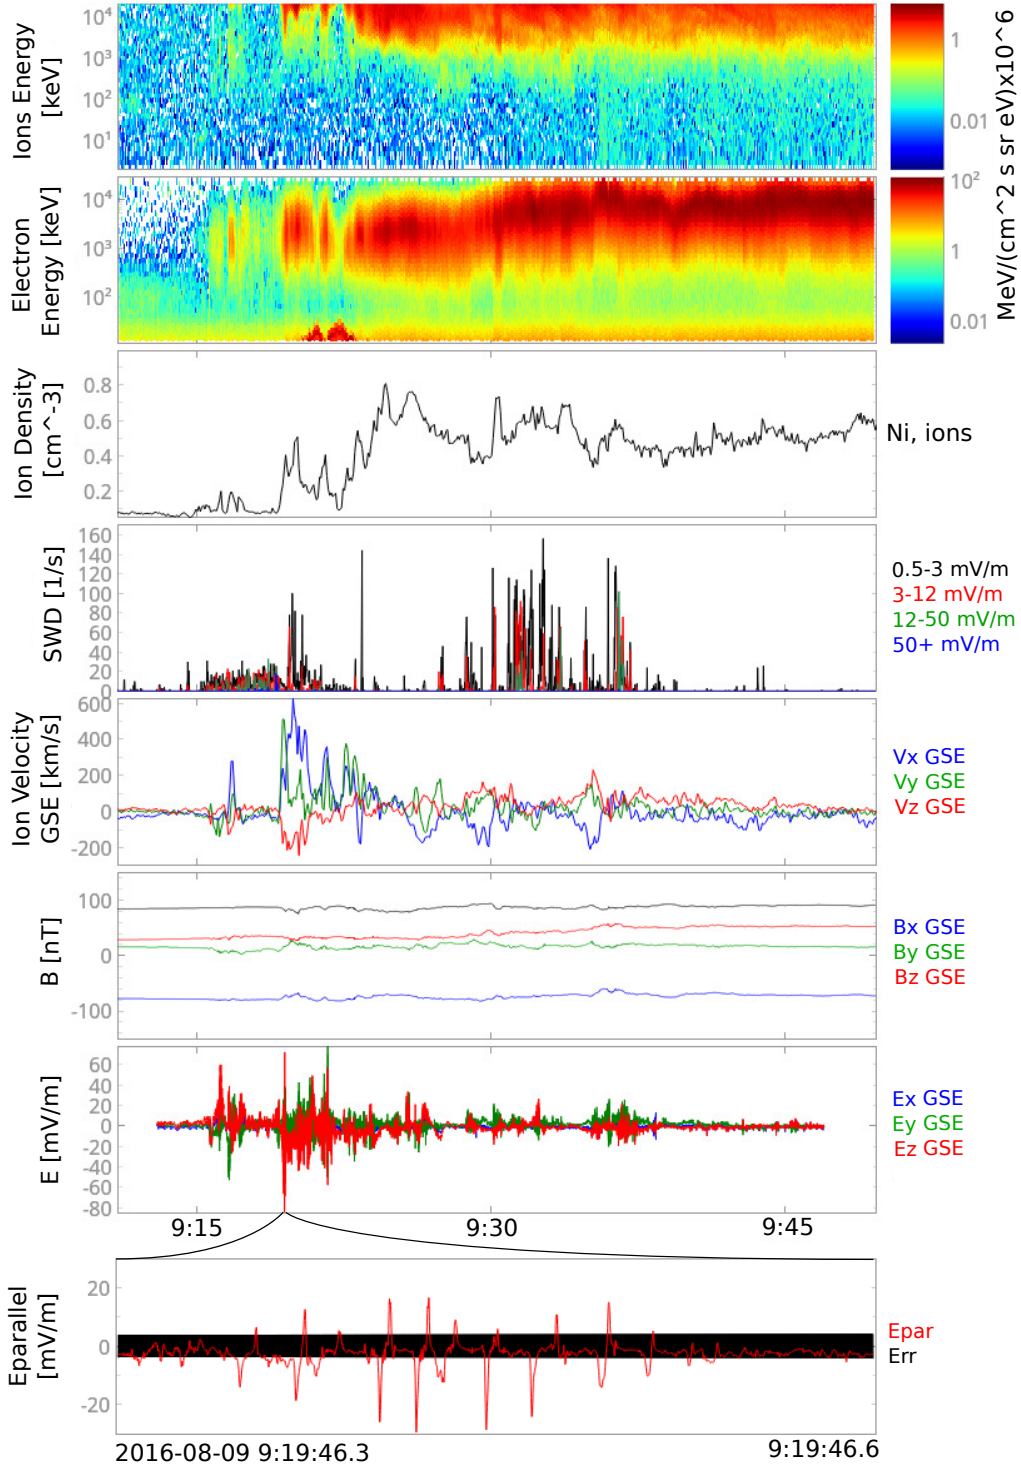 Ions Energy
[keV]
10⁴
10³
10²
10¹
1
0.01
MeV/(cm^2 s sr eV)x10^6
Electron
Energy [keV]
10⁴
10³
10²
10²
1
0.01
Ion Density
[cm^-3]
0.8
0.6
0.4
0.2
Ni, ions
SWD [1/s]
160
140
120
100
80
60
40
20
0
0.5-3 mV/m
3-12 mV/m
12-50 mV/m
50+ mV/m
Ion Velocity
GSE [km/s]
600
400
200
0
-200
Vx GSE
Vy GSE
Vz GSE
B [nT]
100
0
-100
Bx GSE
By GSE
Bz GSE
E [mV/m]
60
40
20
0
-20
-40
-60
-80
Ex GSE
Ey GSE
Ez GSE
9:15
9:30
9:45
Eparallel
[mV/m]
20
0
-20
Epar
Err
2016-08-09 9:19:46.3
9:19:46.6